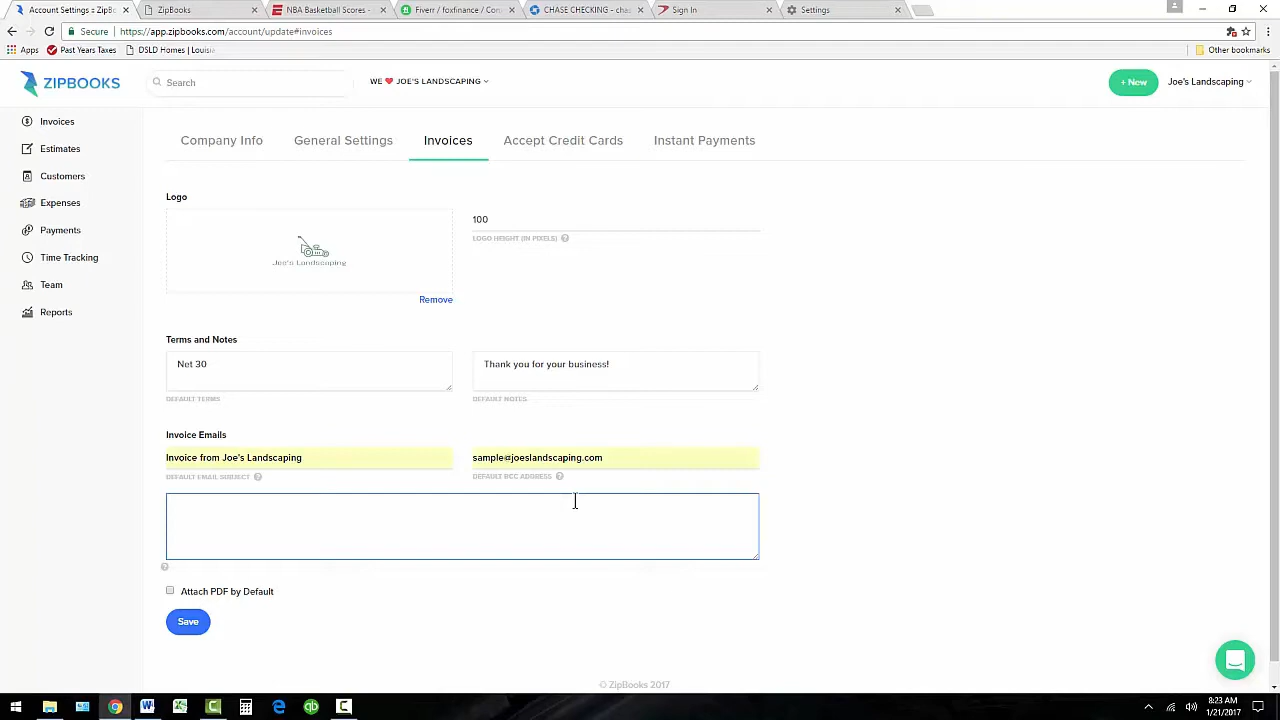 Account Settings :: ZipBo
ZipBooks
NBA Basketball Scores -
Fiverr / foxfinance / Con
CHASE CHECKING - chas
Sign In
Settings
Secure
https://app.zipbooks.com/account/update#invoices
Apps
Past Years Taxes
DSLD Homes | Louisia
Other bookmarks
ZIPBOOKS
Search
WE ❤ JOE'S LANDSCAPING
+ New
Joe's Landscaping
Invoices
Estimates
Customers
Expenses
Payments
Time Tracking
Team
Reports
Company Info
General Settings
Invoices
Accept Credit Cards
Instant Payments
Logo
Joe's Landscaping
100
LOGO HEIGHT (IN PIXELS)
Remove
Terms and Notes
Net 30
Thank you for your business!
DEFAULT TERMS
DEFAULT NOTES
Invoice Emails
Invoice from Joe's Landscaping
sample@joeslandscaping.com
DEFAULT EMAIL SUBJECT
DEFAULT BCC ADDRESS
Attach PDF by Default
Save
© ZipBooks 2017
8:23 AM
1/21/2017